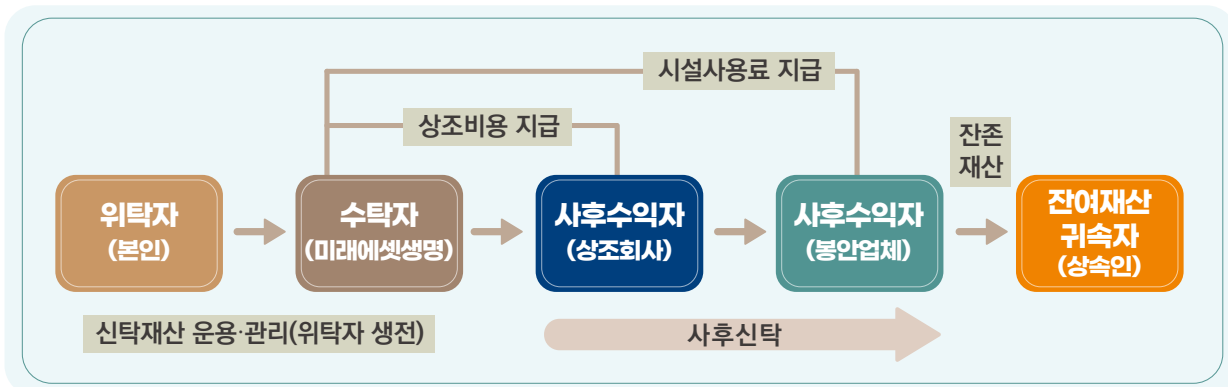 시설사용료 지급
상조비용 지급
잔존
재산
위탁자
(본인)
수탁자
(미래에셋생명)
사후수익자
(상조회사)
사후수익자
(봉안업체)
잔여재산
귀속자
(상속인)
신탁재산 운용·관리(위탁자 생전)
사후신탁